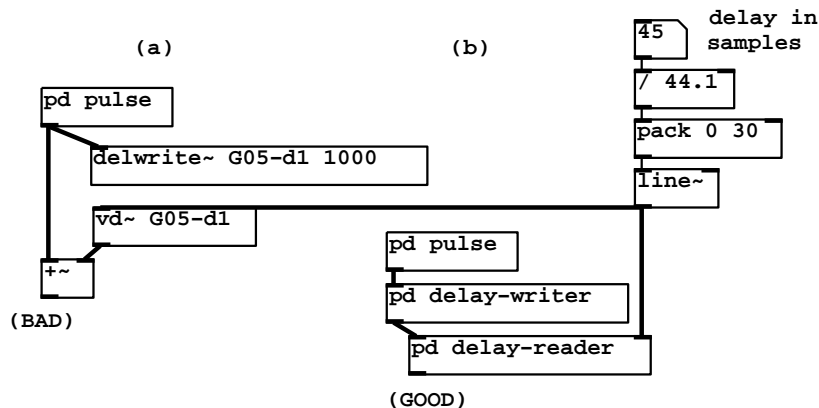 (a)
(b)
45
delay in
samples
/ 44.1
pack 0 30
line~
pd pulse
delwrite~ G05-d1 1000
vd~ G05-d1
+~
(BAD)
pd pulse
pd delay-writer
pd delay-reader
(GOOD)